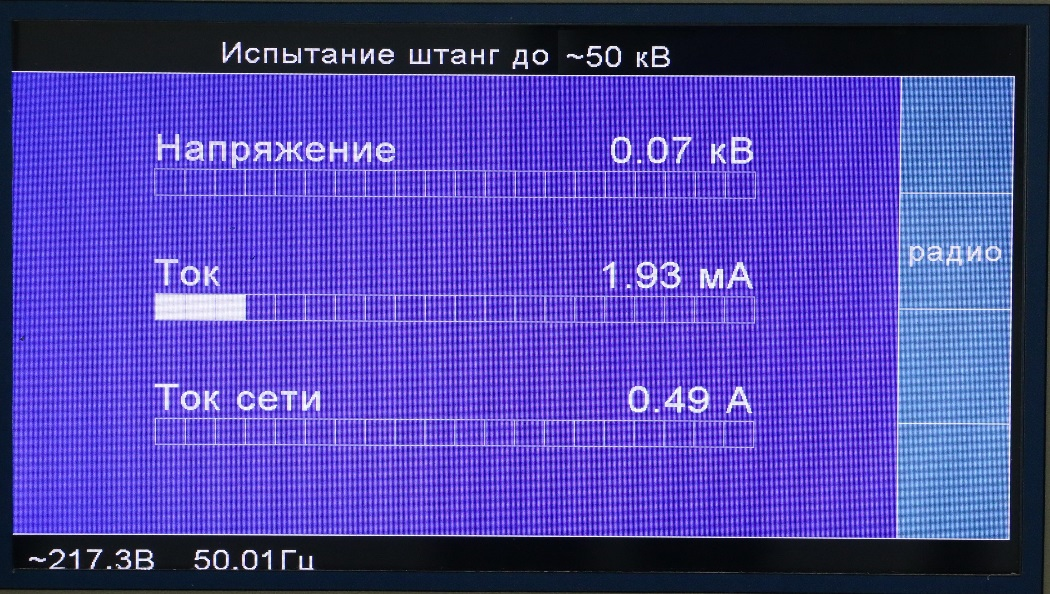 Испытание штанг до ~50 кВ
Напряжение 0.07 кВ
Ток 1.93 мА
радио
Ток сети 0.49 А
~217.3В 50.01Гц